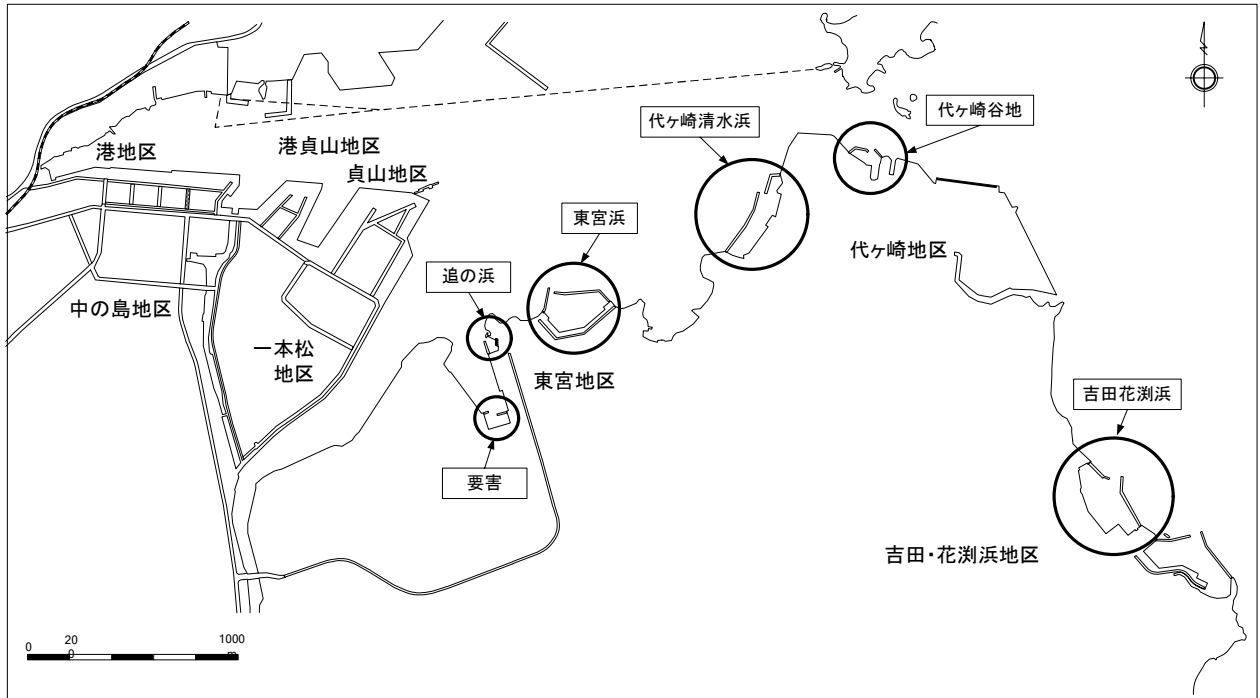 代ヶ崎清水浜
代ヶ崎谷地
港地区
港貞山地区
貞山地区
東宮浜
代ヶ崎地区
追の浜
中の島地区
一本松
地区
東宮地区
吉田花渕浜
要害
吉田・花渕浜地区
0
20
0
1000
m